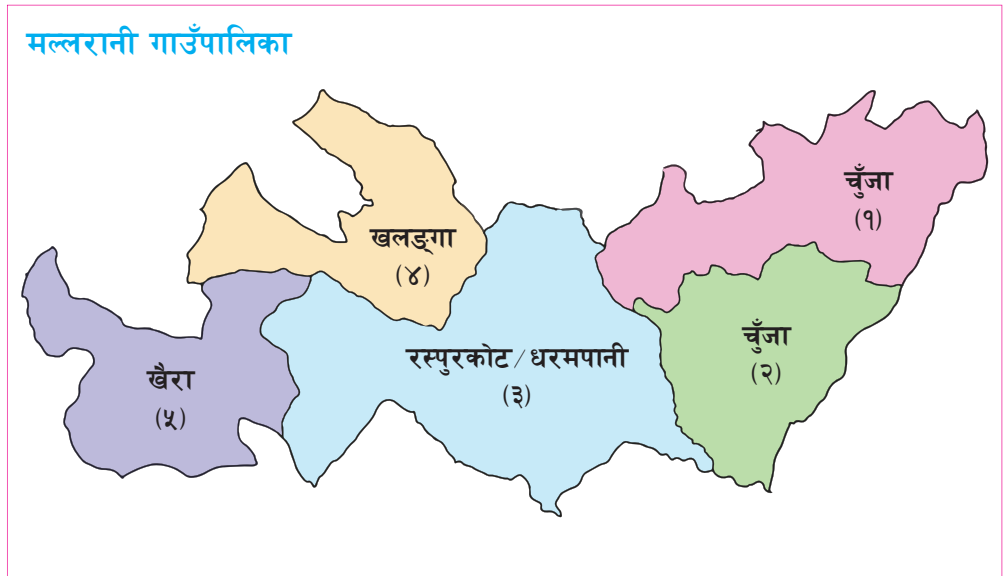 मल्लरानी गाउँपालिका
चुँजा
(१)
खलङ्गा
(४)
चुँजा
(२)
रस्पुरकोट/धरमपानी
(३)
खैरा
(५)